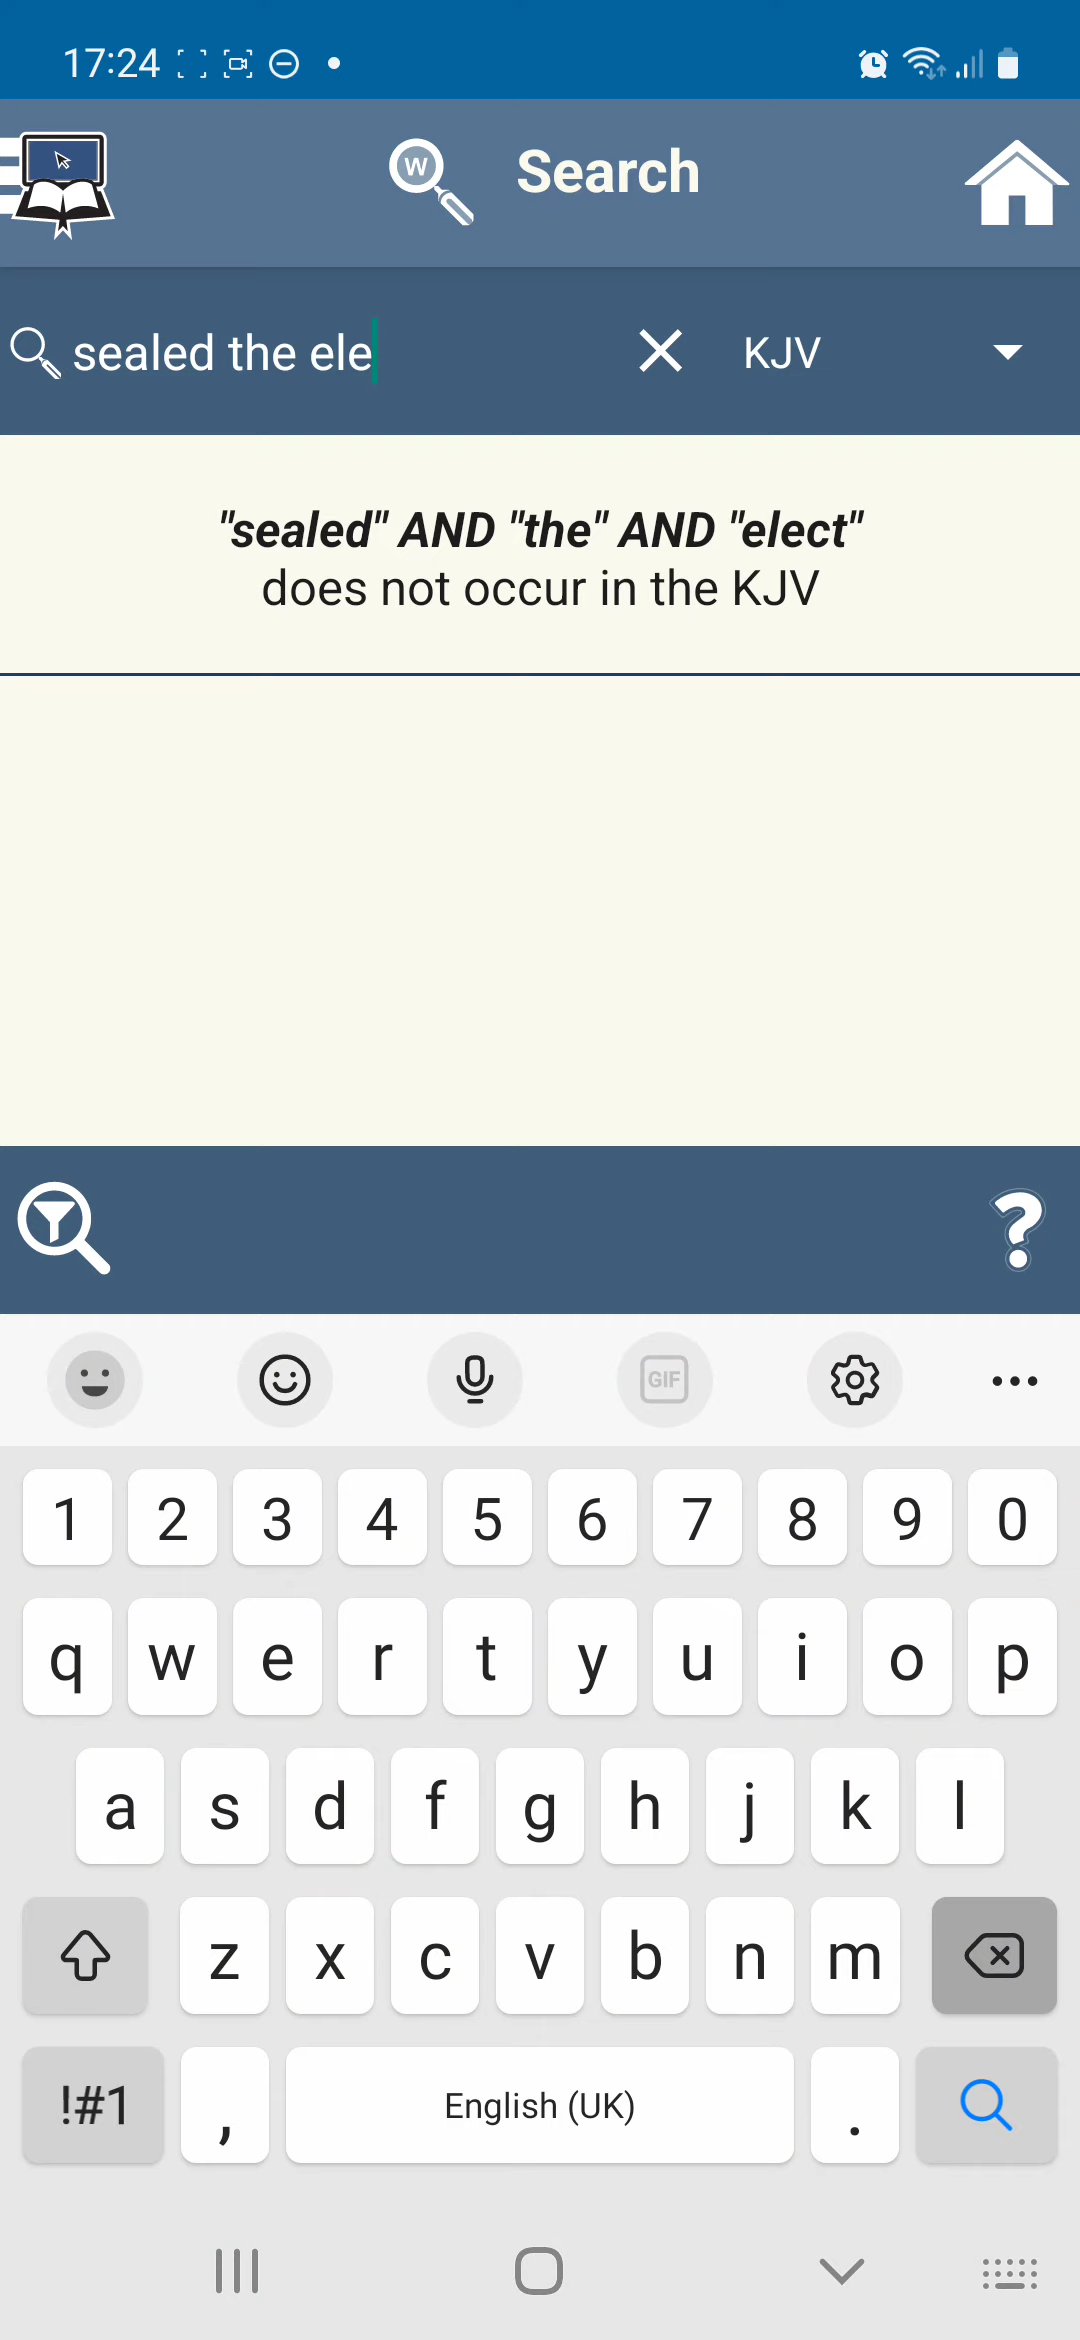 17:24
W Search
sealed the ele KJV
"sealed" AND "the" AND "elect"
does not occur in the KJV
?
GIF
1 2 3 4 5 6 7 8 9 0
q w e r t y u i o p
a s d f g h j k l
z x c v b n m
!#1 , English (UK) .